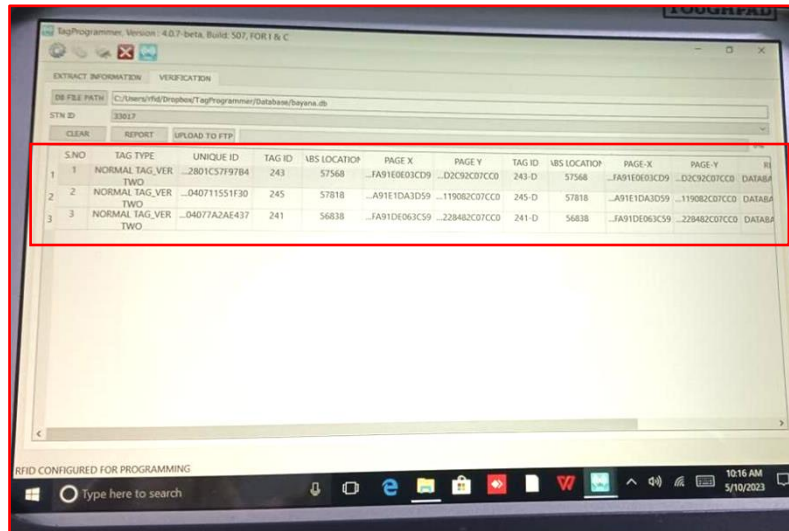 TOUGHPAD
TagProgrammer, Version : 4.0.7-beta, Build: 507, FOR I & C
EXTRACT INFORMATION VERIFICATION
DB FILE PATH C:/Users/rfid/Dropbox/TagProgrammer/Database/bayana.db
STN ID 33017
CLEAR REPORT UPLOAD TO FTP
S.NO TAG TYPE UNIQUE ID TAG ID ABS LOCATION PAGE X PAGE Y TAG ID ABS LOCATION PAGE-X PAGE-Y
1 1 NORMAL TAG_VER TWO ...2801C57F97B4 243 57568 ...FA91E0E03CD9 ...D2C92C07CC0 243-D 57568 ...FA91E0E03CD9 ...D2C92C07CC0 DATABA
2 2 NORMAL TAG_VER TWO ...040711551F30 245 57818 ...A91E1DA3D59 ...119082C07CC0 245-D 57818 ...A91E1DA3D59 ...119082C07CC0 DATABA
3 3 NORMAL TAG_VER TWO ...04077A2AE437 241 56838 ...FA91DE063C59 ...228482C07CC0 241-D 56838 ...FA91DE063C59 ...228482C07CC0 DATABA
RFID CONFIGURED FOR PROGRAMMING
Type here to search
10:16 AM
5/10/2023